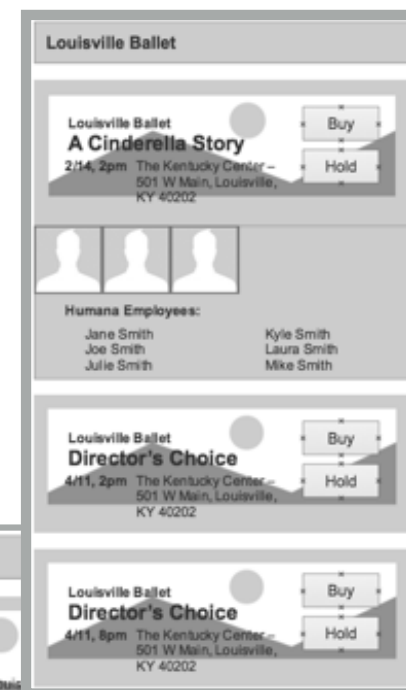 Louisville Ballet
Louisville Ballet
A Cinderella Story
2/14, 2pm The Kentucky Center –
501 W Main, Louisville,
KY 40202
Buy
Hold
Humana Employees:
Jane Smith Kyle Smith
Joe Smith Laura Smith
Julie Smith Mike Smith
Louisville Ballet
Director's Choice
4/11, 2pm The Kentucky Center –
501 W Main, Louisville,
KY 40202
Buy
Hold
Louisville Ballet
Director's Choice
4/11, 8pm The Kentucky Center –
501 W Main, Louisville,
KY 40202
Buy
Hold